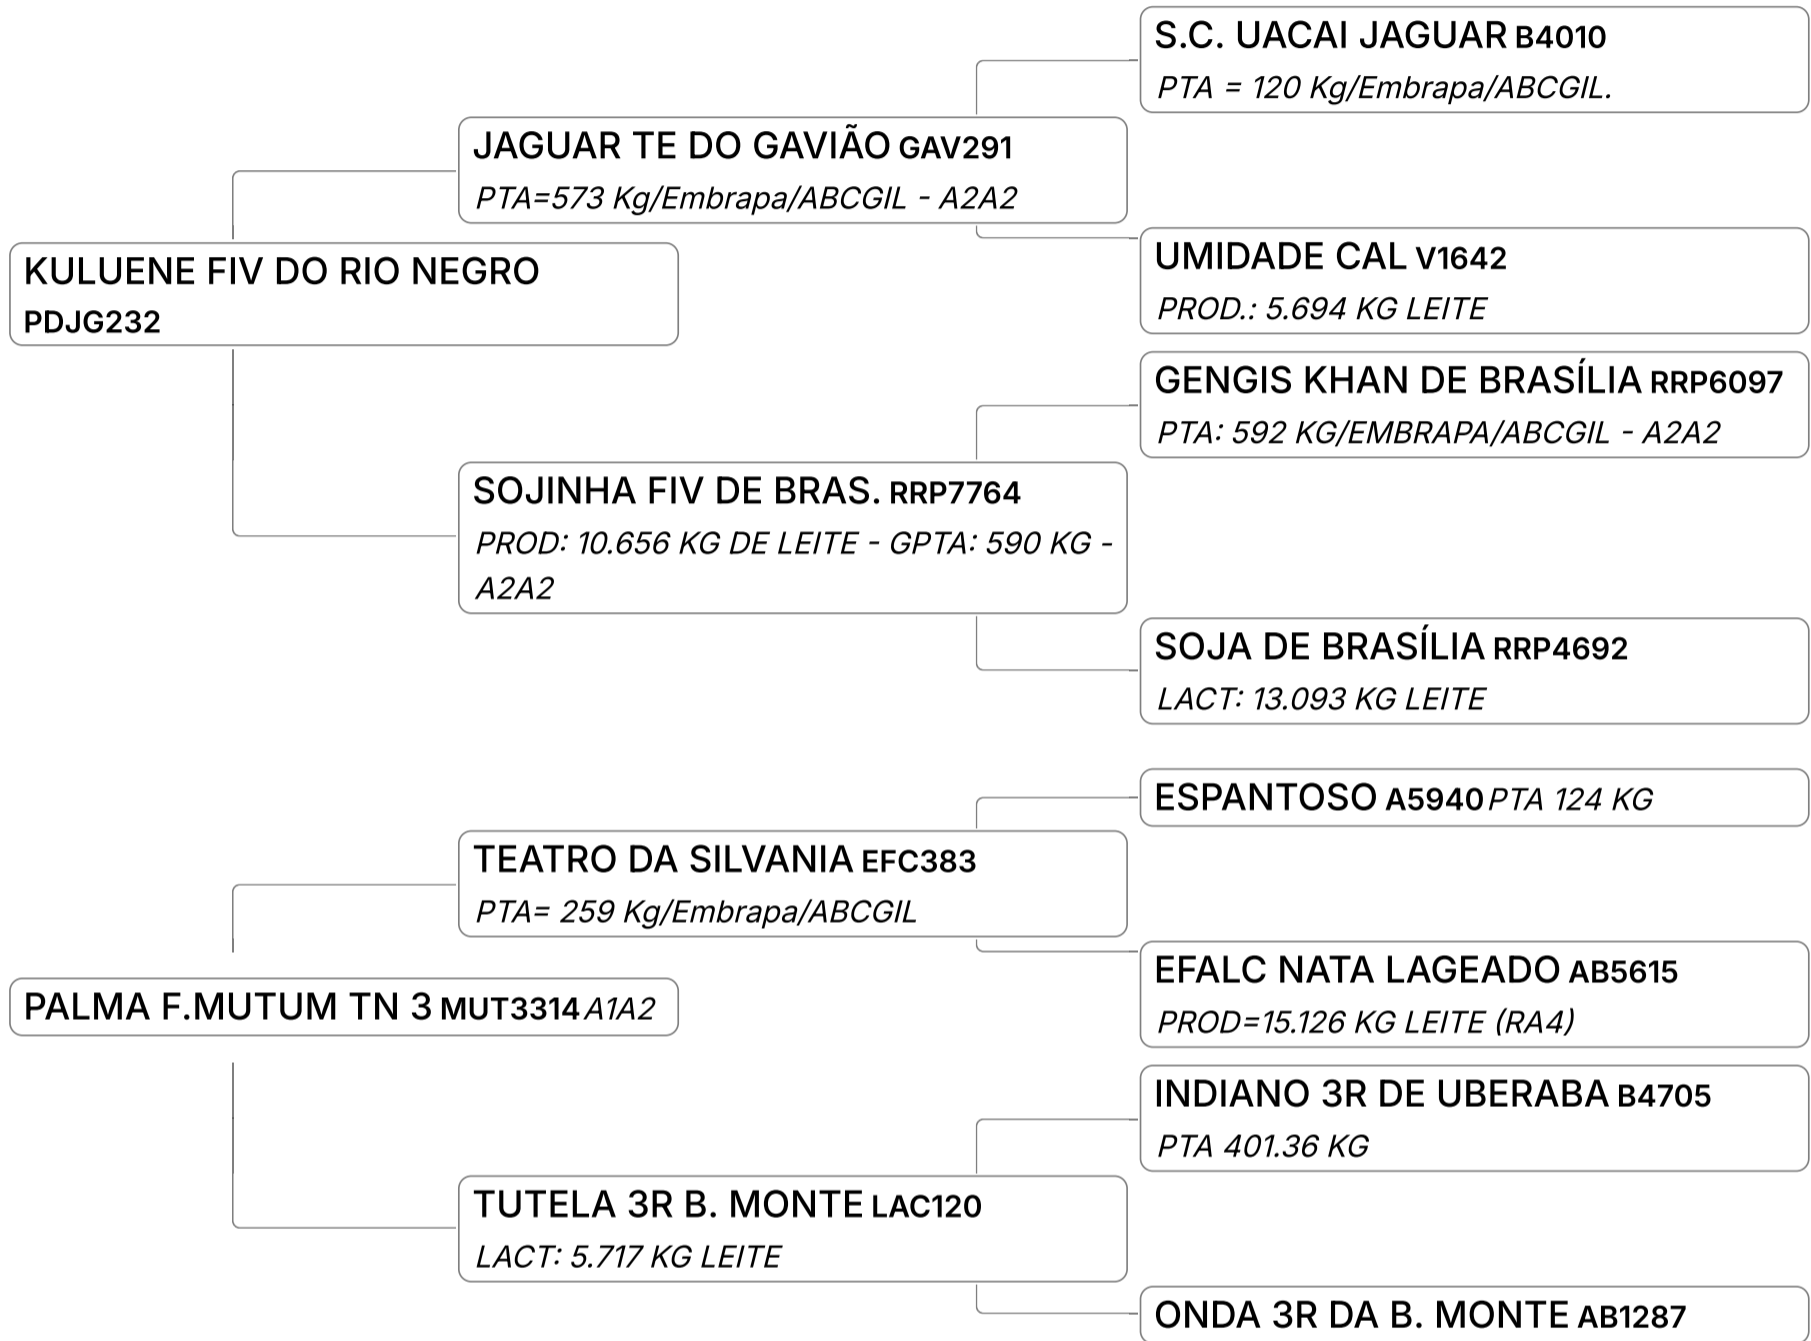 S.C. UACAI JAGUAR B4010
PTA = 120 Kg/Embrapa/ABCGIL.
JAGUAR TE DO GAVIÃO GAV291
PTA=573 Kg/Embrapa/ABCGIL - A2A2
UMIDADE CAL V1642
PROD.: 5.694 KG LEITE
KULUENE FIV DO RIO NEGRO
PDJG232
GENGIS KHAN DE BRASÍLIA RRP6097
PTA: 592 KG/EMBRAPA/ABCGIL - A2A2
SOJINHA FIV DE BRAS. RRP7764
PROD: 10.656 KG DE LEITE - GPTA: 590 KG -
A2A2
SOJA DE BRASÍLIA RRP4692
LACT: 13.093 KG LEITE
ESPANTOSO A5940 PTA 124 KG
TEATRO DA SILVANIA EFC383
PTA= 259 Kg/Embrapa/ABCGIL
EFALC NATA LAGEADO AB5615
PROD=15.126 KG LEITE (RA4)
PALMA F.MUTUM TN 3 MUT3314 A1A2
INDIANO 3R DE UBERABA B4705
PTA 401.36 KG
TUTELA 3R B. MONTE LAC120
LACT: 5.717 KG LEITE
ONDA 3R DA B. MONTE AB1287